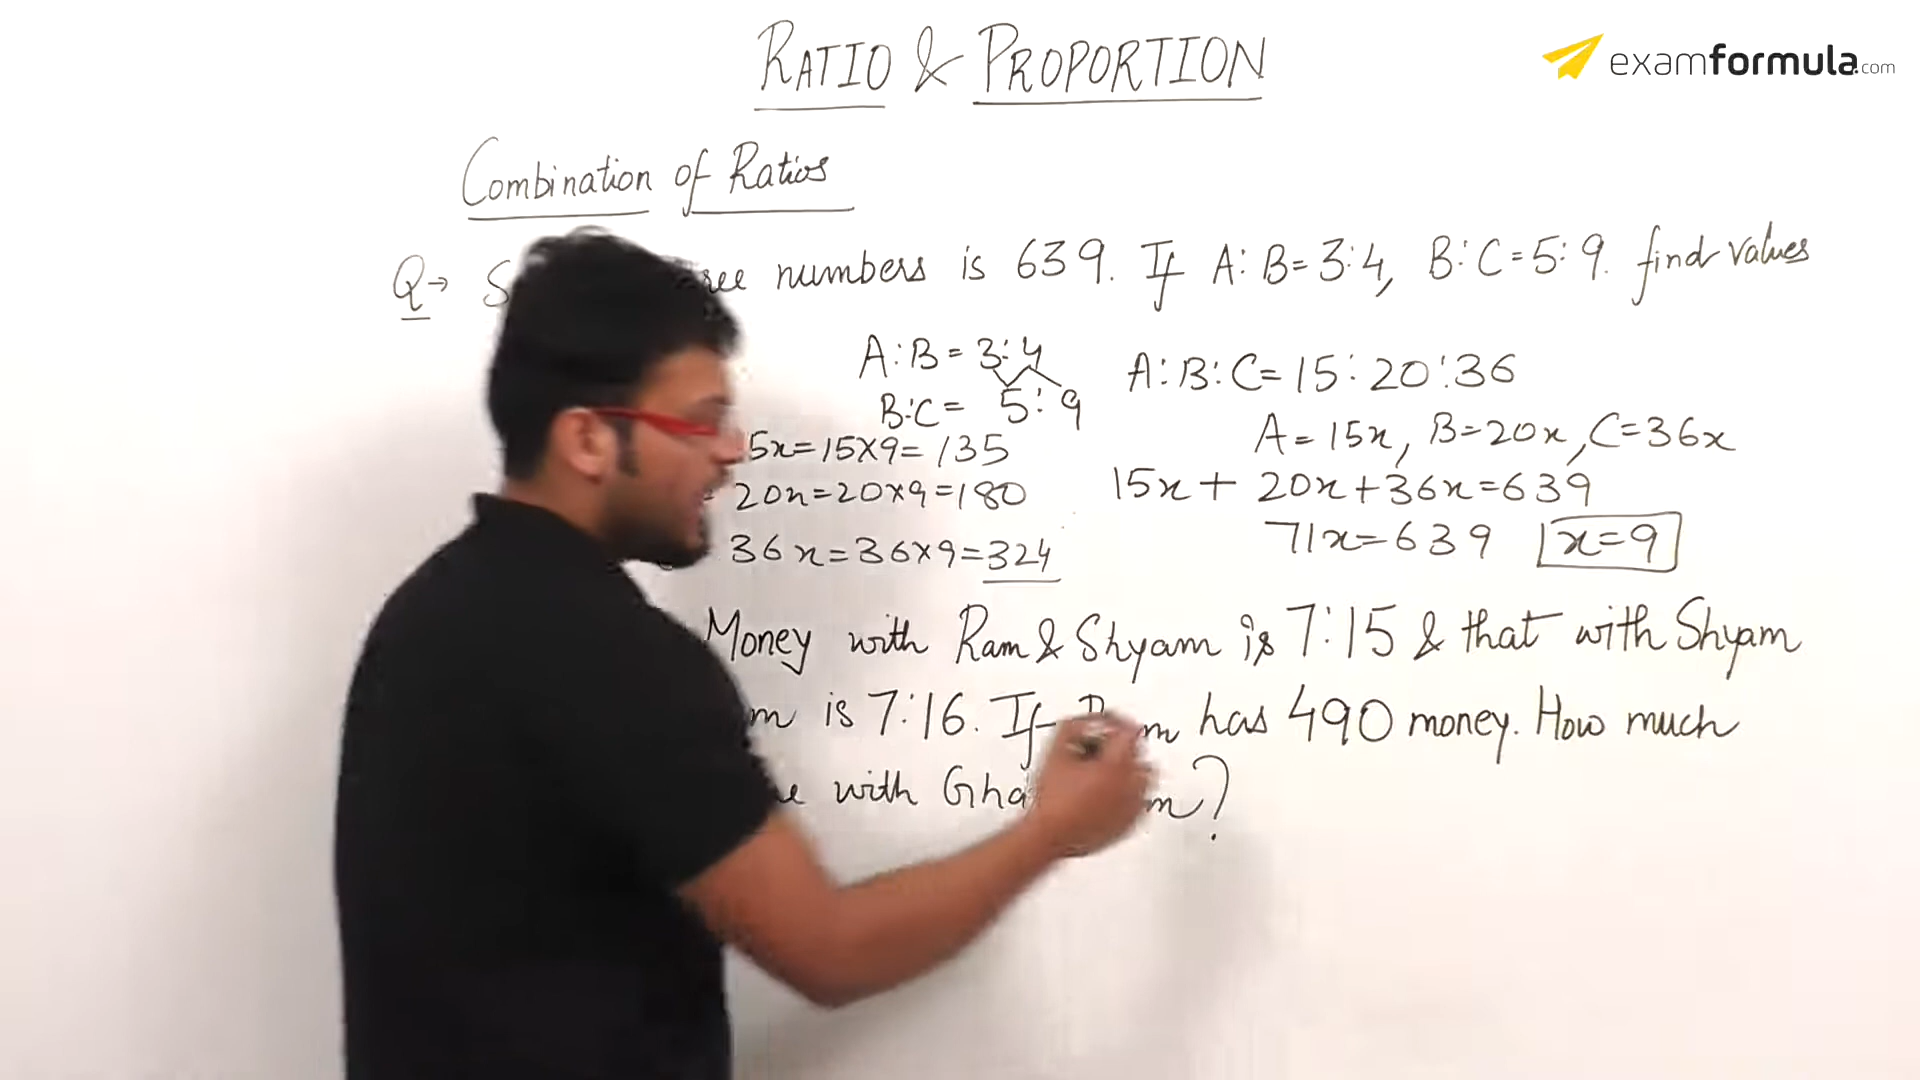 RATIO & PROPORTION
examformula.com
Combination of Ratios
Q→ numbers is 639. If A:B=3:4, B:C=5:9. find values
A:B=3:4
B:C=5:9
A:B:C=15:20:36
A=15x, B=20x, C=36x
5x=15×9=135
20x=20×9=180
36x=36×9=324
15x+20x+36x=639
71x=639 x=9
Money with Ram & Shyam is 7:15 & that with Shyam
is 7:16. If has 490 money. How much
with